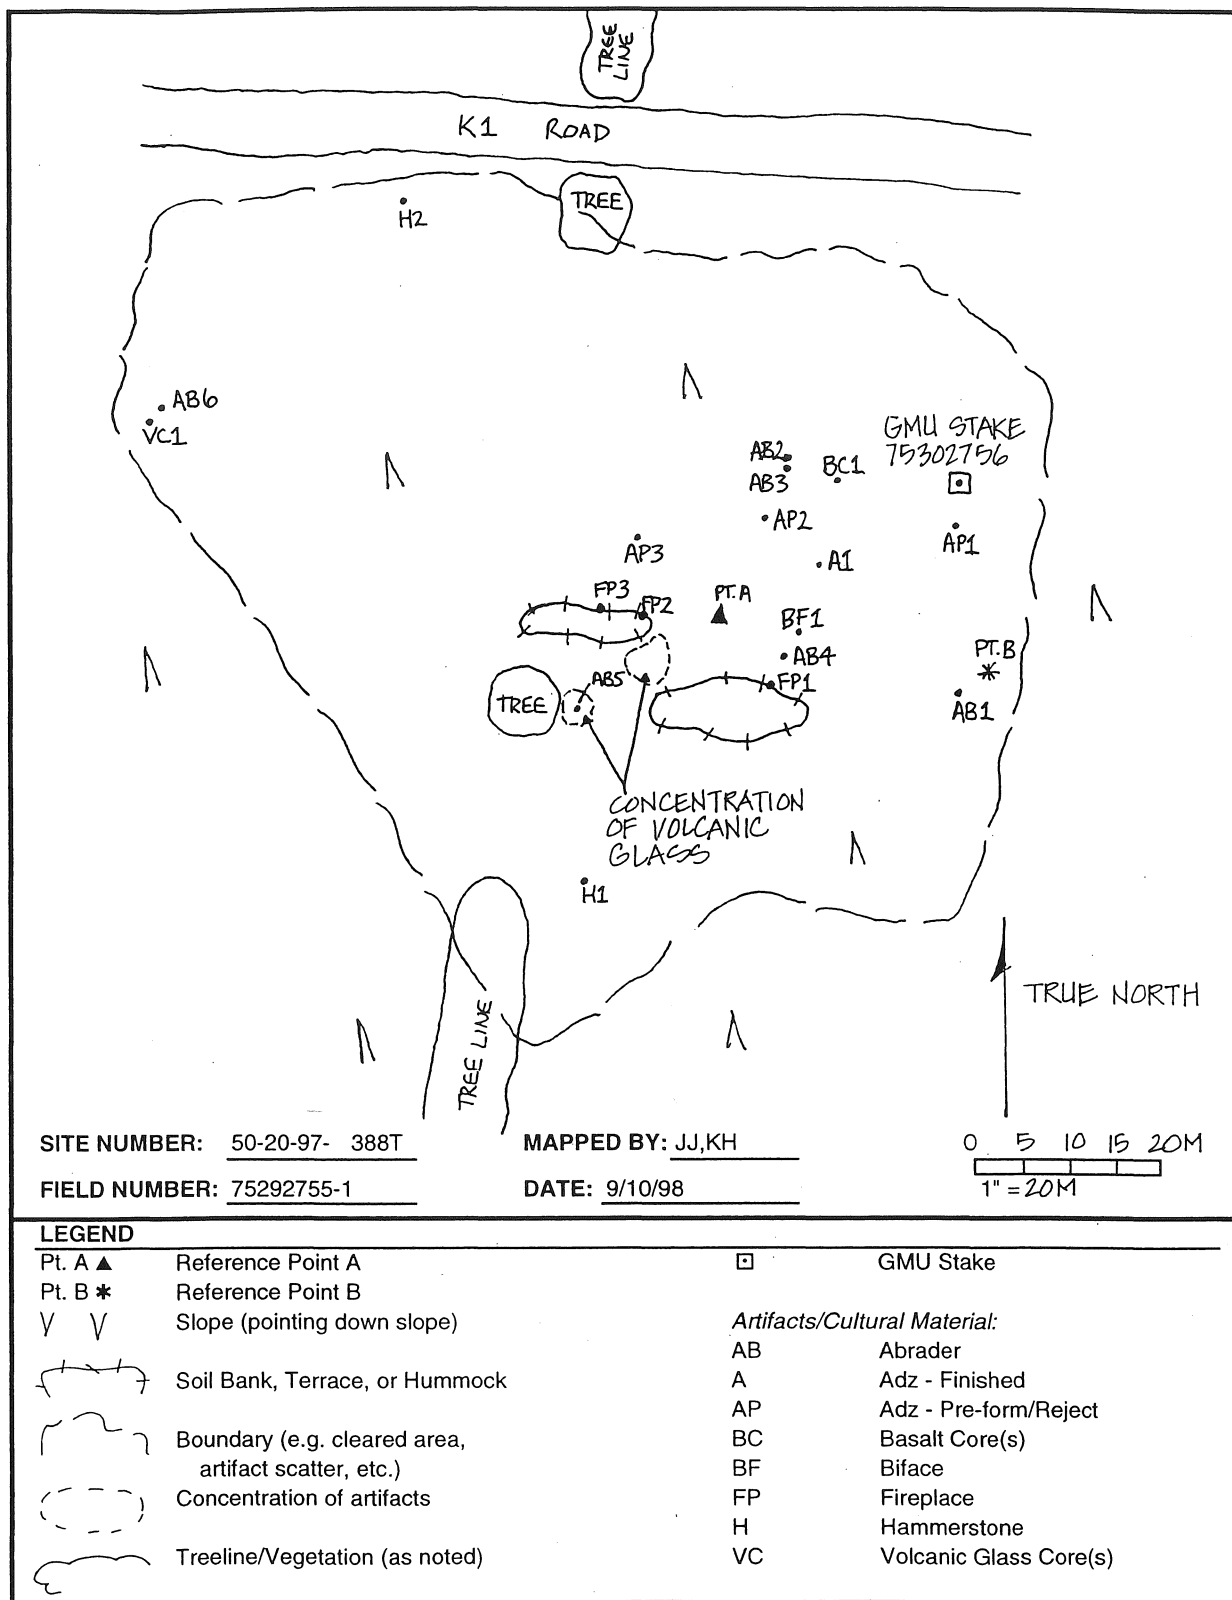 TREE
LINE
K1 ROAD
TREE
H2
AB6
VC1
GMU STAKE
75302756
AB2
AB3
BC1
AP2
AP1
AP3
A1
FP3
FP2
PT.A
BF1
AB4
PT.B
FP1
AB5
TREE
AB1
CONCENTRATION
OF VOLCANIC
GLASS
H1
TREE LINE
TRUE NORTH
SITE NUMBER: 50-20-97- 388T
MAPPED BY: JJ,KH
0 5 10 15 20M
FIELD NUMBER: 75292755-1
DATE: 9/10/98
1" = 20M
LEGEND
Pt. A ▲ Reference Point A
GMU Stake
Pt. B * Reference Point B
Slope (pointing down slope)
Artifacts/Cultural Material:
AB Abrader
Soil Bank, Terrace, or Hummock
A Adz - Finished
AP Adz - Pre-form/Reject
Boundary (e.g. cleared area,
artifact scatter, etc.)
BC Basalt Core(s)
BF Biface
Concentration of artifacts
FP Fireplace
H Hammerstone
Treeline/Vegetation (as noted)
VC Volcanic Glass Core(s)